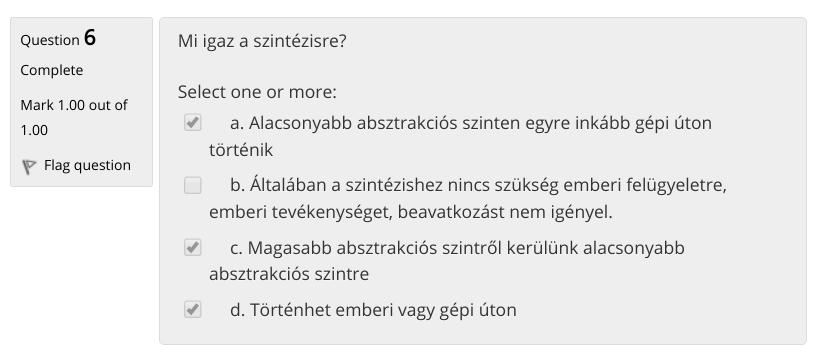 Question 6
Complete
Mark 1.00 out of
1.00
Flag question
Mi igaz a szintézisre?
Select one or more:
a. Alacsonyabb absztrakciós szinten egyre inkább gépi úton
történik
b. Általában a szintézishez nincs szükség emberi felügyeletre,
emberi tevékenységet, beavatkozást nem igényel.
c. Magasabb absztrakciós szintről kerülünk alacsonyabb
absztrakciós szintre
d. Történhet emberi vagy gépi úton